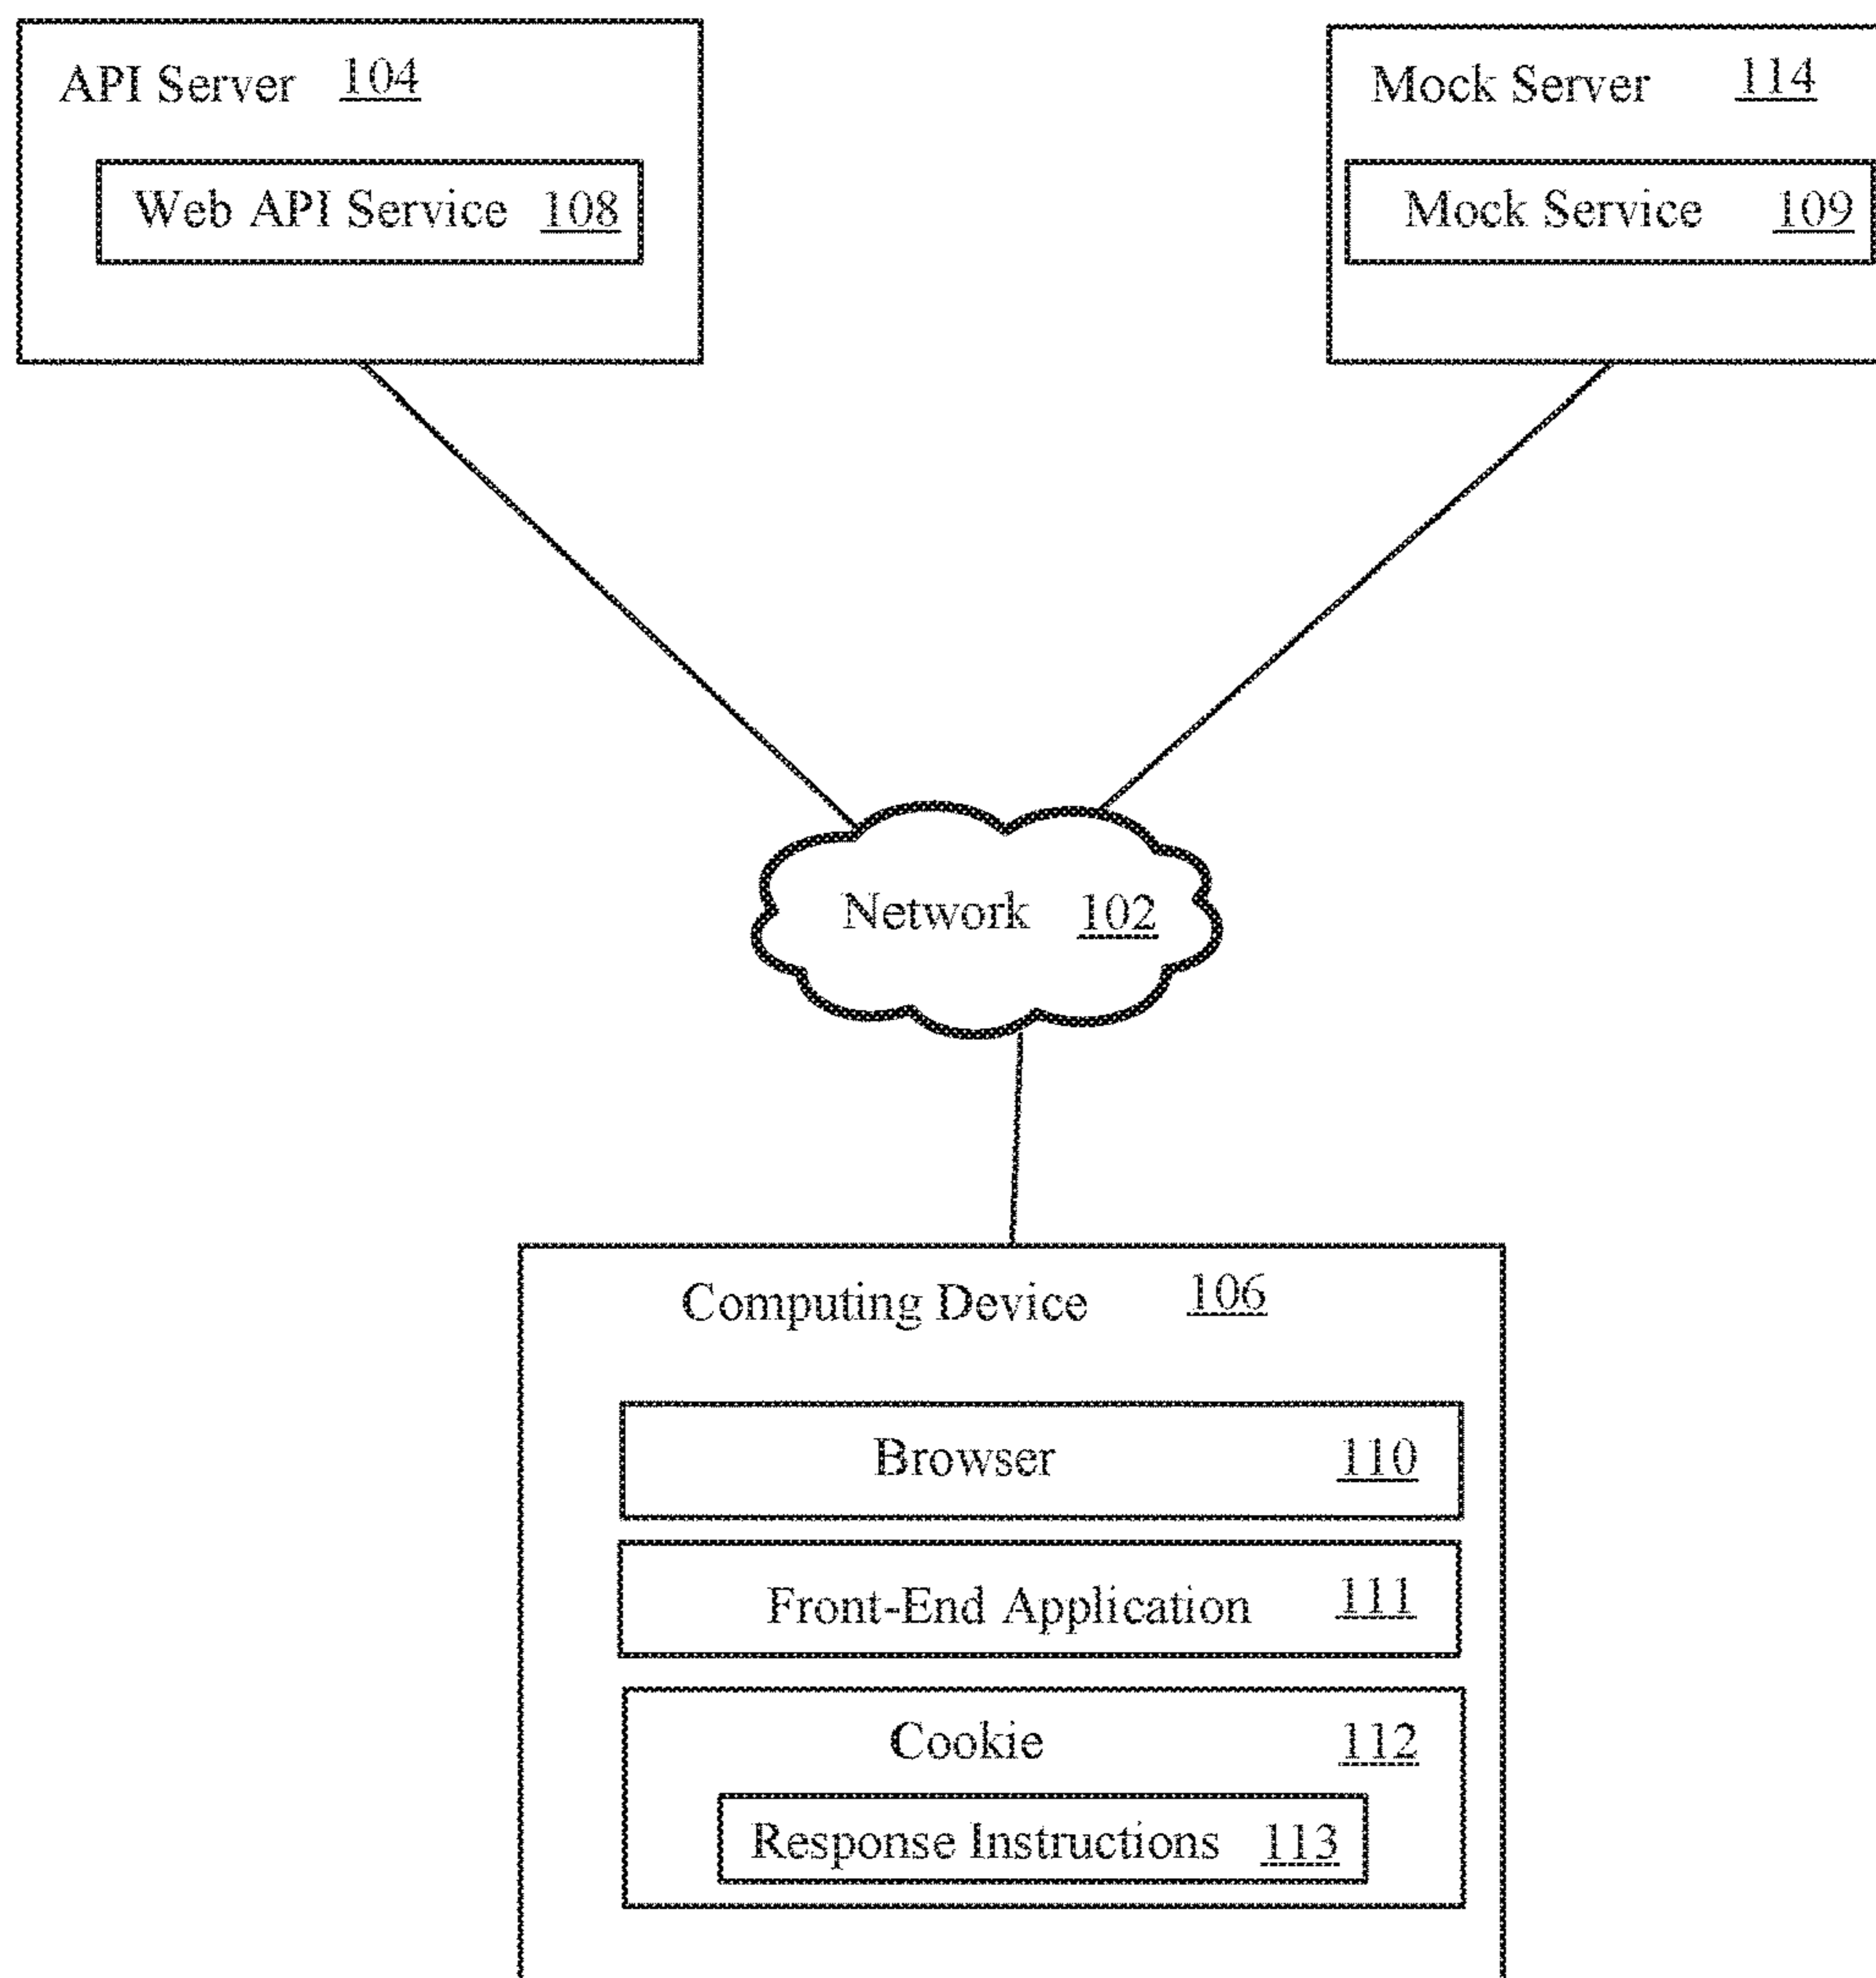 API Server 104
Web API Service 108
Mock Server 114
Mock Service 109
Network 102
Computing Device 106
Browser 110
Front-End Application 111
Cookie 112
Response Instructions 113